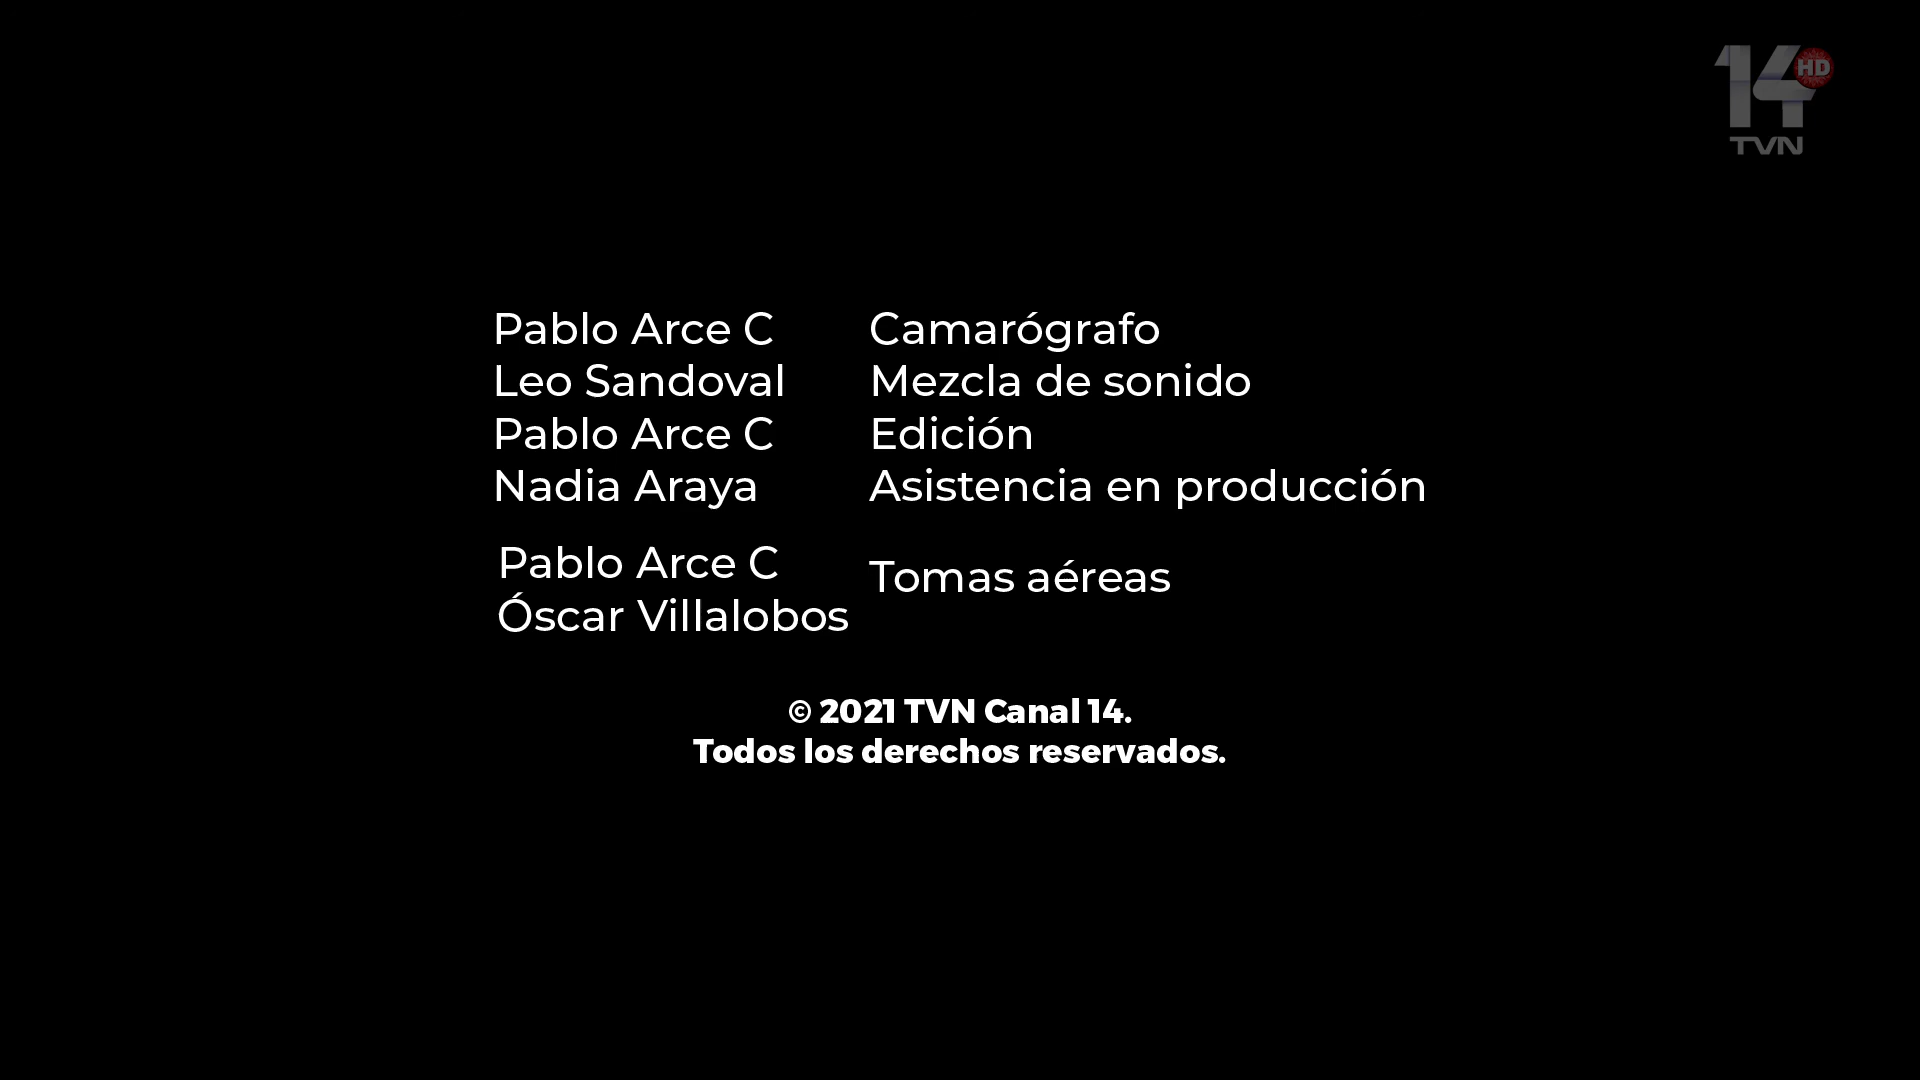 14 HD
TVN
Pablo Arce C Camarógrafo
Leo Sandoval Mezcla de sonido
Pablo Arce C Edición
Nadia Araya Asistencia en producción
Pablo Arce C
Óscar Villalobos
Tomas aéreas
© 2021 TVN Canal 14.
Todos los derechos reservados.